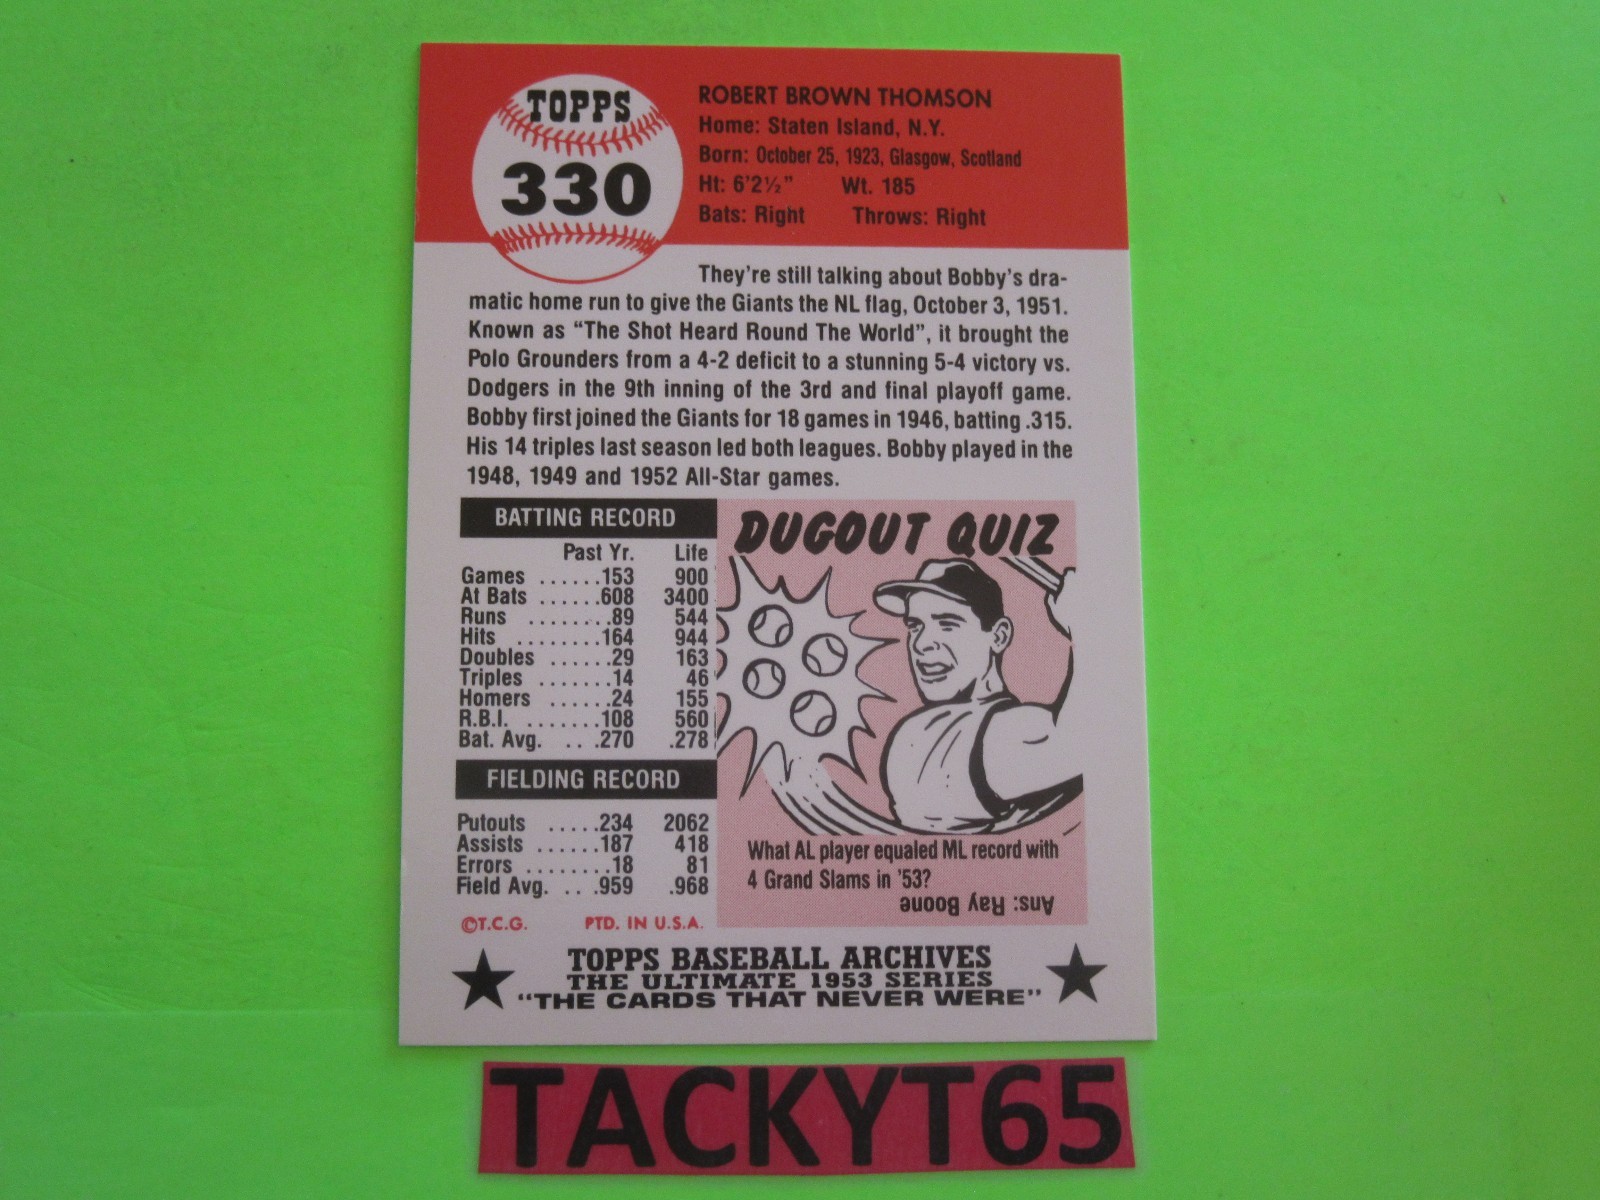 TOPPS
330
ROBERT BROWN THOMSON
Home: Staten Island, N.Y.
Born: October 25, 1923, Glasgow, Scotland
Ht: 6'2½" Wt. 185
Bats: Right Throws: Right
They're still talking about Bobby's dra-
matic home run to give the Giants the NL flag, October 3, 1951.
Known as "The Shot Heard Round The World", it brought the
Polo Grounders from a 4-2 deficit to a stunning 5-4 victory vs.
Dodgers in the 9th inning of the 3rd and final playoff game.
Bobby first joined the Giants for 18 games in 1946, batting .315.
His 14 triples last season led both leagues. Bobby played in the
1948, 1949 and 1952 All-Star games.
BATTING RECORD
Past Yr. Life
Games ......153 900
At Bats ......608 3400
Runs ........89 544
Hits ........164 944
Doubles ......29 163
Triples .......14 46
Homers ......24 155
R.B.I. .......108 560
Bat. Avg. ....270 .278
FIELDING RECORD
Putouts .....234 2062
Assists ......187 418
Errors ........18 81
Field Avg. ....959 .968
©T.C.G. PTD. IN U.S.A.
DUGOUT QUIZ
What AL player equaled ML record with
4 Grand Slams in '53?
Ans: Ray Boone
TOPPS BASEBALL ARCHIVES
THE ULTIMATE 1953 SERIES
"THE CARDS THAT NEVER WERE"
TACKYT65